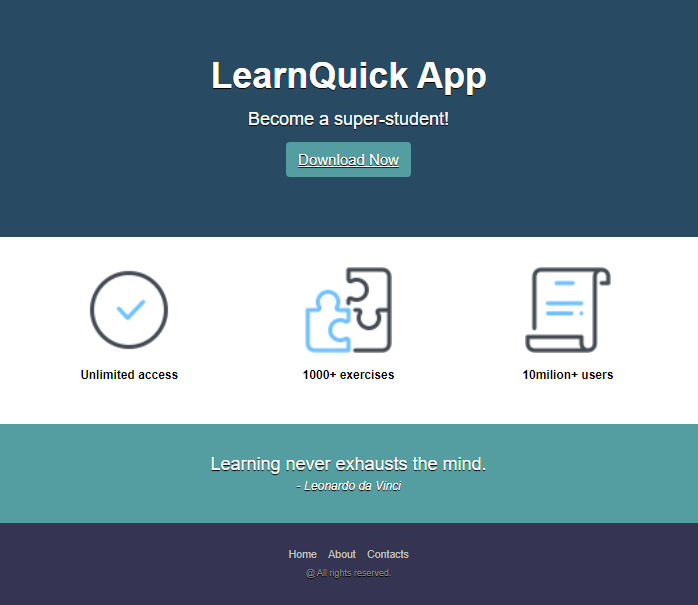 LearnQuick App
Become a super-student!
Download Now
Unlimited access
1000+ exercises
10milion+ users
Learning never exhausts the mind.
- Leonardo da Vinci
Home About Contacts
@ All rights reserved.